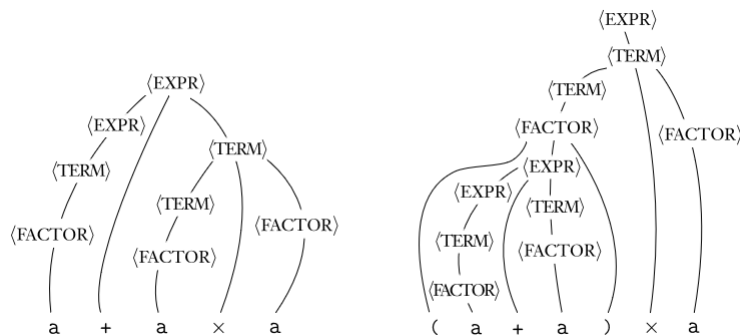 ⟨EXPR⟩
⟨EXPR⟩
⟨TERM⟩
⟨TERM⟩
⟨TERM⟩
⟨FACTOR⟩
⟨FACTOR⟩
⟨FACTOR⟩
a + a × a
⟨EXPR⟩
⟨TERM⟩
⟨TERM⟩
⟨FACTOR⟩
⟨FACTOR⟩
⟨EXPR⟩
⟨EXPR⟩
⟨TERM⟩
⟨TERM⟩
⟨FACTOR⟩
⟨FACTOR⟩
( a + a ) × a